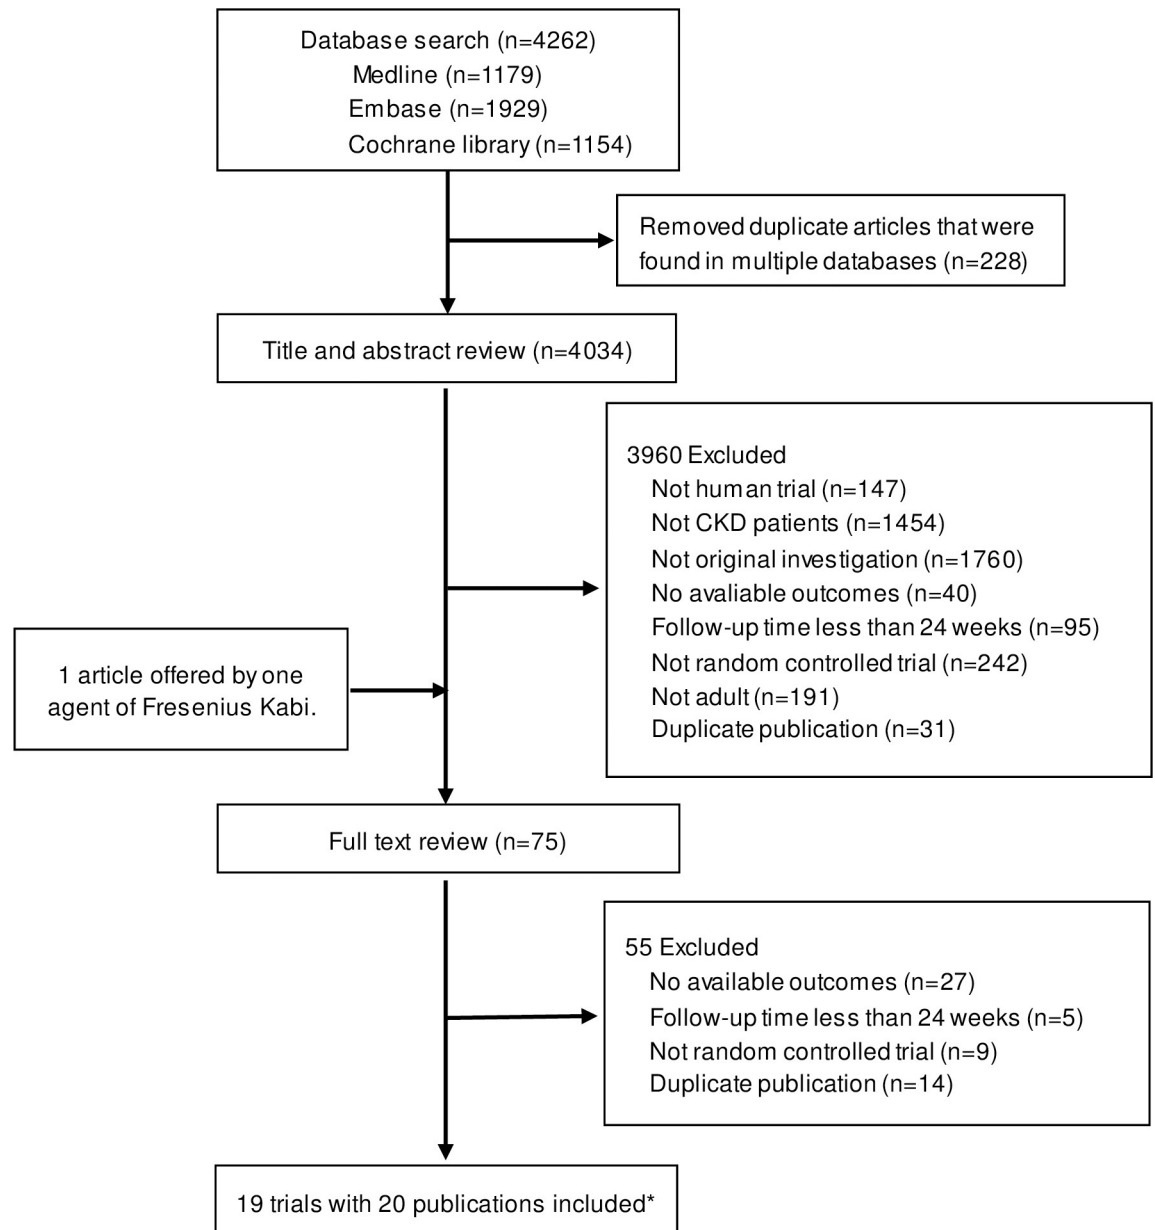 Database search (n=4262)
Medline (n=1179)
Embase (n=1929)
Cochrane library (n=1154)
Removed duplicate articles that were
found in multiple databases (n=228)
Title and abstract review (n=4034)
3960 Excluded
Not human trial (n=147)
Not CKD patients (n=1454)
Not original investigation (n=1760)
No avaliable outcomes (n=40)
Follow-up time less than 24 weeks (n=95)
Not random controlled trial (n=242)
Not adult (n=191)
Duplicate publication (n=31)
1 article offered by one
agent of Fresenius Kabi.
Full text review (n=75)
55 Excluded
No available outcomes (n=27)
Follow-up time less than 24 weeks (n=5)
Not random controlled trial (n=9)
Duplicate publication (n=14)
19 trials with 20 publications included*